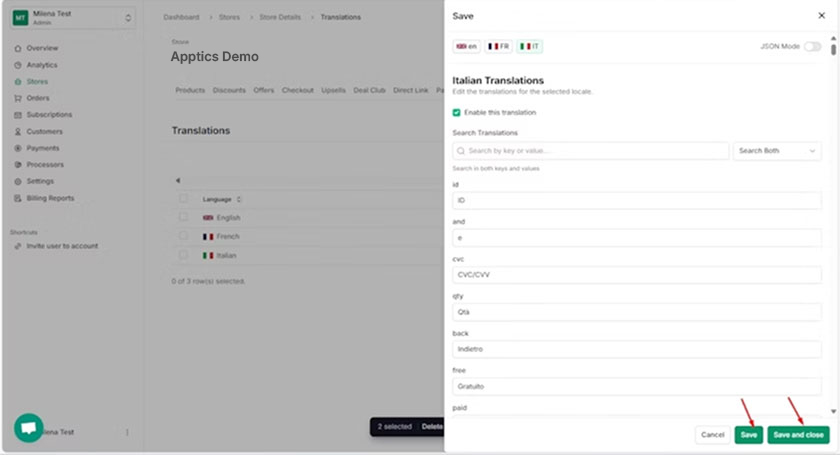 MT
Milena Test
Admin
Overview
Analytics
Stores
Orders
Subscriptions
Customers
Payments
Processors
Settings
Billing Reports
Shortcuts
Invite user to account
lena Test
Dashboard > Stores > Store Details > Translations
Store
Apptics Demo
Products Discounts Offers Checkout Upsells Deal Club Direct Link Pa
Translations
Language
English
French
Italian
0 of 3 row(s) selected.
2 selected Delete
Save
en FR IT JSON Mode
Italian Translations
Edit the translations for the selected locale.
Enable this translation
Search Translations
Search by key or value... Search Both
Search in both keys and values
id
ID
and
e
cvc
CVC/CVV
qty
Qtà
back
Indietro
free
Gratuito
paid
Cancel Save Save and close